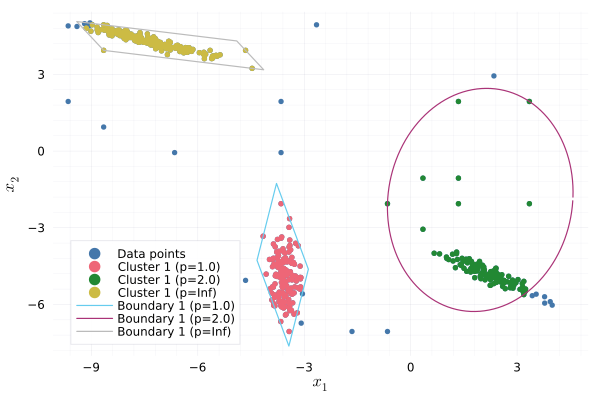 3
0
−3
−6
x₂
Data points
Cluster 1 (p=1.0)
Cluster 1 (p=2.0)
Cluster 1 (p=Inf)
Boundary 1 (p=1.0)
Boundary 1 (p=2.0)
Boundary 1 (p=Inf)
−9 −6 −3 0 3
x₁